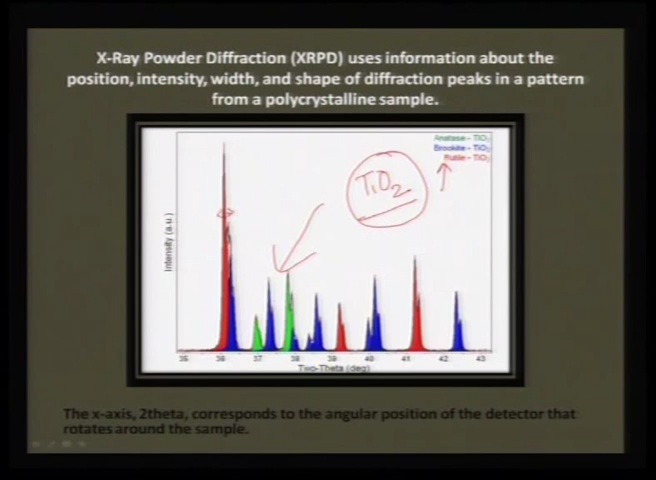 X-Ray Powder Diffraction (XRPD) uses information about the
position, intensity, width, and shape of diffraction peaks in a pattern
from a polycrystalline sample.
Anatase - TiO2
Brookite - TiO2
Rutile - TiO2
TiO2
Intensity (a.u.)
35 36 37 38 39 40 41 42 43
Two-Theta (deg)
The x-axis, 2theta, corresponds to the angular position of the detector that
rotates around the sample.